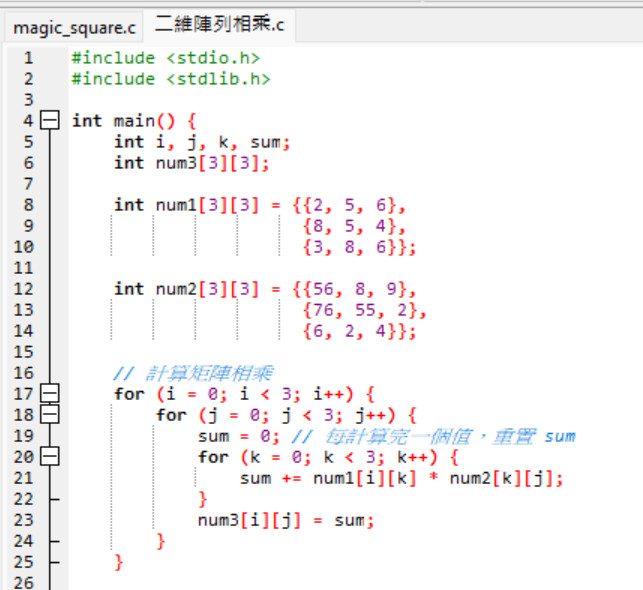 magic_square.c 二維陣列相乘.c
1 #include <stdio.h>
2 #include <stdlib.h>
3
4 int main() {
5 int i, j, k, sum;
6 int num3[3][3];
7
8 int num1[3][3] = {{2, 5, 6},
9 {8, 5, 4},
10 {3, 8, 6}};
11
12 int num2[3][3] = {{56, 8, 9},
13 {76, 55, 2},
14 {6, 2, 4}};
15
16 // 計算矩陣相乘
17 for (i = 0; i < 3; i++) {
18 for (j = 0; j < 3; j++) {
19 sum = 0; // 每計算完一個值，重置 sum
20 for (k = 0; k < 3; k++) {
21 sum += num1[i][k] * num2[k][j];
22 }
23 num3[i][j] = sum;
24 }
25 }
26